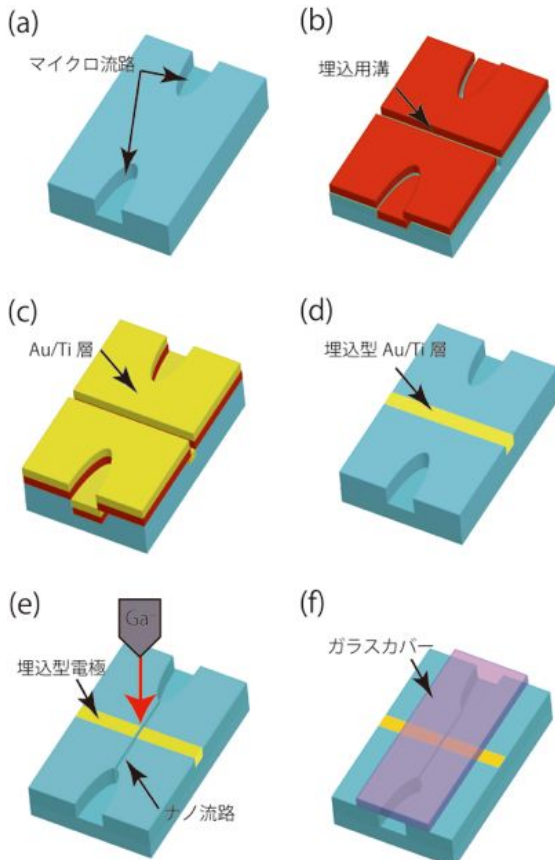 (a)
マイクロ流路
(b)
埋込用溝
(c)
Au/Ti 層
(d)
埋込型 Au/Ti 層
(e)
Ga
埋込型電極
ナノ流路
(f)
ガラスカバー